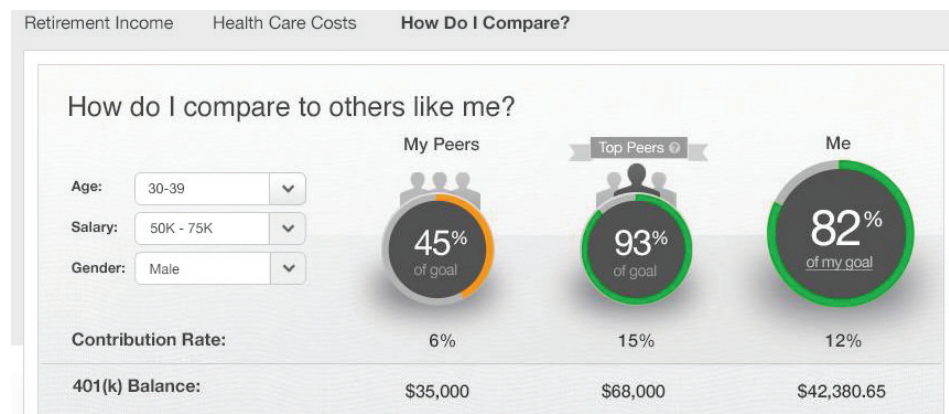 Retirement Income Health Care Costs How Do I Compare?
How do I compare to others like me?
My Peers Top Peers ? Me
Age: 30-39
Salary: 50K - 75K
Gender: Male
45% of goal
93% of goal
82% of my goal
Contribution Rate: 6% 15% 12%
401(k) Balance: $35,000 $68,000 $42,380.65